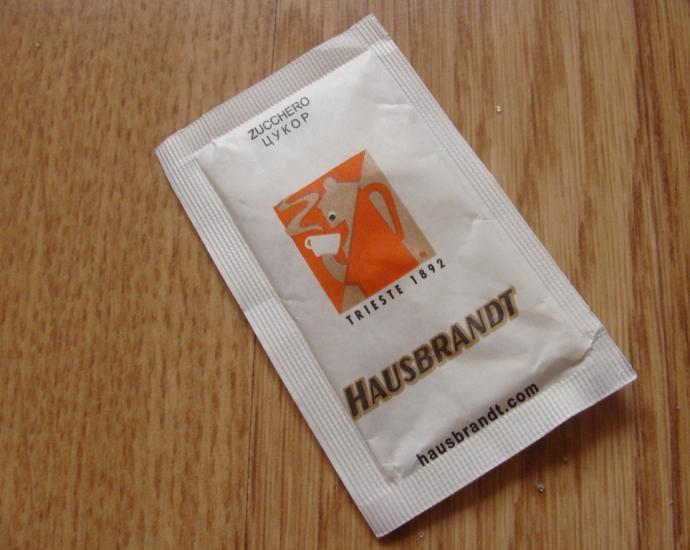 ZUCCHERO
ЦУКОР
TRIESTE 1892
HAUSBRANDT
hausbrandt.com